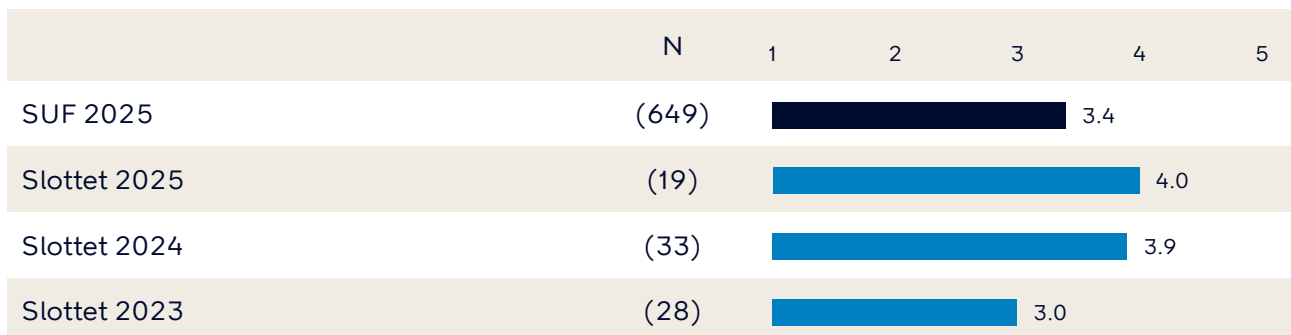 N 1 2 3 4 5
SUF 2025 (649) 3.4
Slottet 2025 (19) 4.0
Slottet 2024 (33) 3.9
Slottet 2023 (28) 3.0